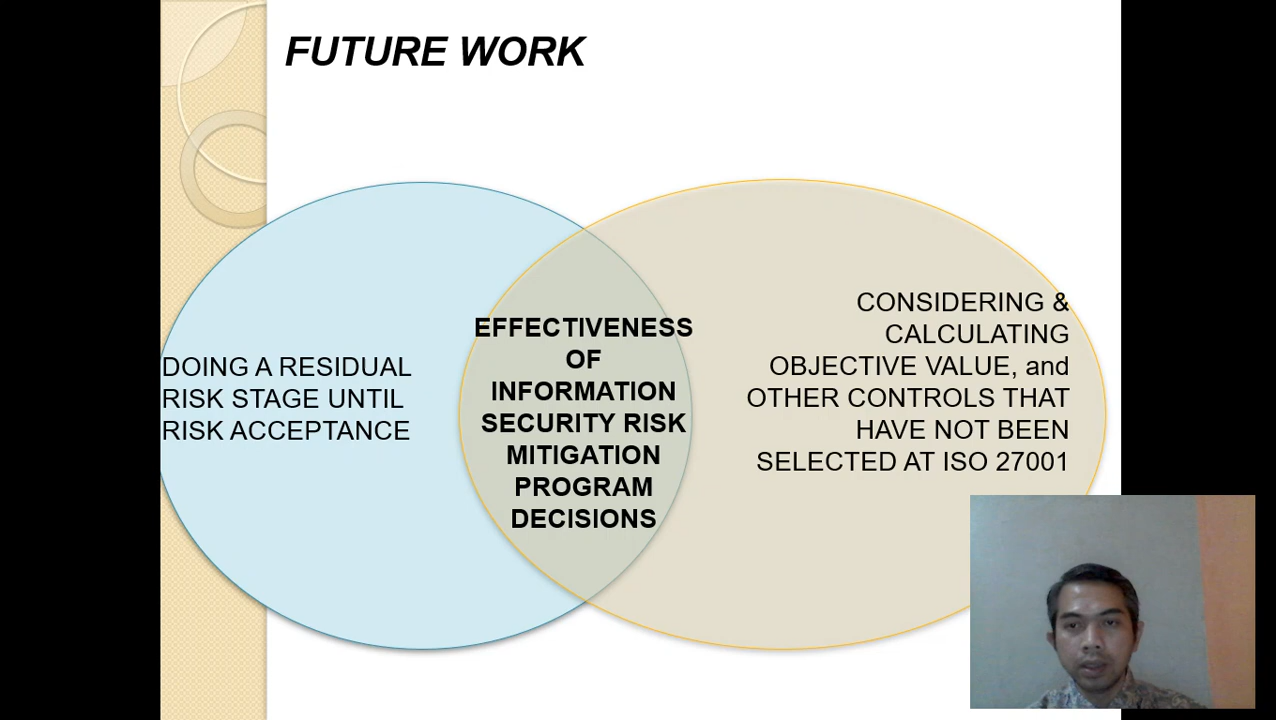 FUTURE WORK
DOING A RESIDUAL
RISK STAGE UNTIL
RISK ACCEPTANCE
EFFECTIVENESS
OF
INFORMATION
SECURITY RISK
MITIGATION
PROGRAM
DECISIONS
CONSIDERING &
CALCULATING
OBJECTIVE VALUE, and
OTHER CONTROLS THAT
HAVE NOT BEEN
SELECTED AT ISO 27001